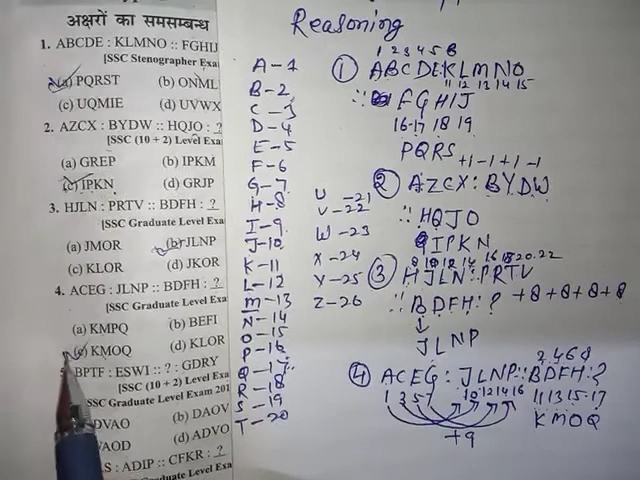 अक्षरों का समसम्बन्ध
1. ABCDE : KLMNO :: FGHIJ
[SSC Stenographer Exa
(a) PQRST (b) ONML
(c) UQMIE (d) UVWX
2. AZCX : BYDW :: HQJO : ?
[SSC (10 + 2) Level Exa
(a) GREP (b) IPKM
(c) IPKN (d) GRJP
3. HJLN : PRTV :: BDFH : ?
[SSC Graduate Level Exa
(a) JMOR (b) JLNP
(c) KLOR (d) JKOR
4. ACEG : JLNP :: BDFH : ?
[SSC Graduate Level Exa
(a) KMPQ (b) BEFI
(c) KMOQ (d) KLOR
BPTF : ESWI :: ? : GDRY
[SSC (10 + 2) Level Exa
SSC Graduate Level Exam 201
DVAO (b) DAOV
VAOD (d) ADVO
S : ADIP :: CFKR : ?
Graduate Level Exa
Reasoning
A-1
B-2
C-3
D-4
E-5
F-6
G-7
H-8
I-9
J-10
K-11
L-12
M-13
N-14
O-15
P-16
Q-17
R-18
S-19
T-20
U-21
V-22
W-23
X-24
Y-25
Z-26
1 2 3 4 5
① ABCDE:KLMNO
11 12 13 14 15
:: FGHIJ
16-17 18 19
PQRS
+1-1+1-1
② AZCX : BYDW
:: HQJO
IPKN
8 10 12 14 16 18 20 22
③ HJLN : PRTV
:: BDFH : ? +8+8+8+8
JLNP
2 4 6 8
④ ACEG : JLNP :: BDFH : ?
1 3 5 7 10 12 14 16 11 13 15-17
+9 KMOQ